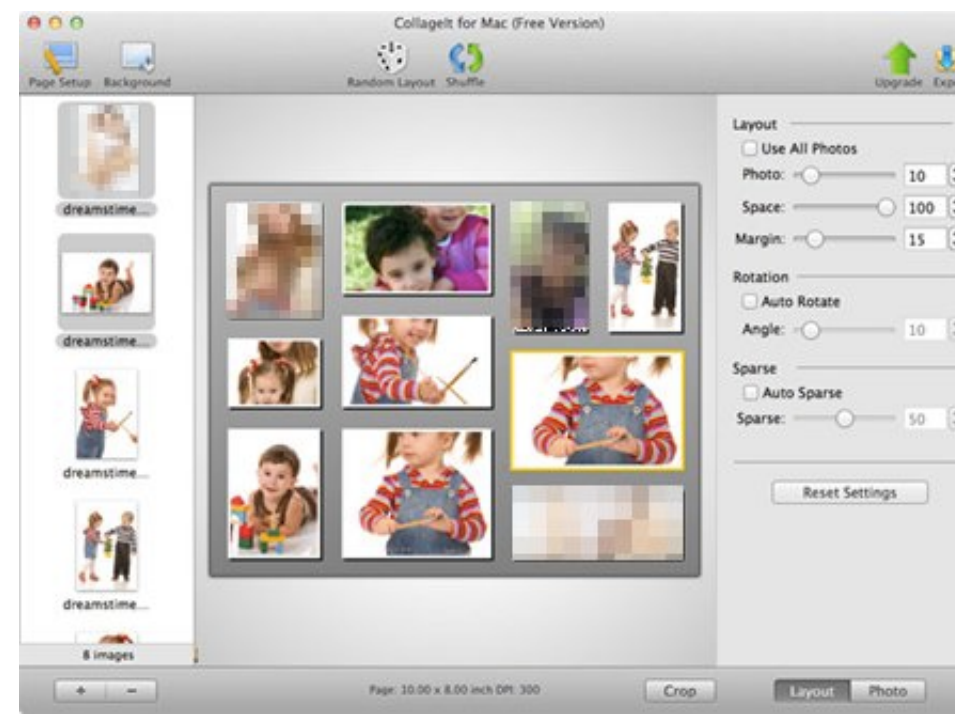 CollageIt for Mac (Free Version)
Page Setup Background Random Layout Shuffle Upgrade
Layout
Use All Photos
Photo: 10
Space: 100
Margin: 15
Rotation
Auto Rotate
Angle: 10
Sparse
Auto Sparse
Sparse: 50
Reset Settings
dreamstime...
dreamstime...
dreamstime...
dreamstime...
8 images
+ -
Page: 10.00 x 8.00 inch DPI: 300
Crop
Layout Photo